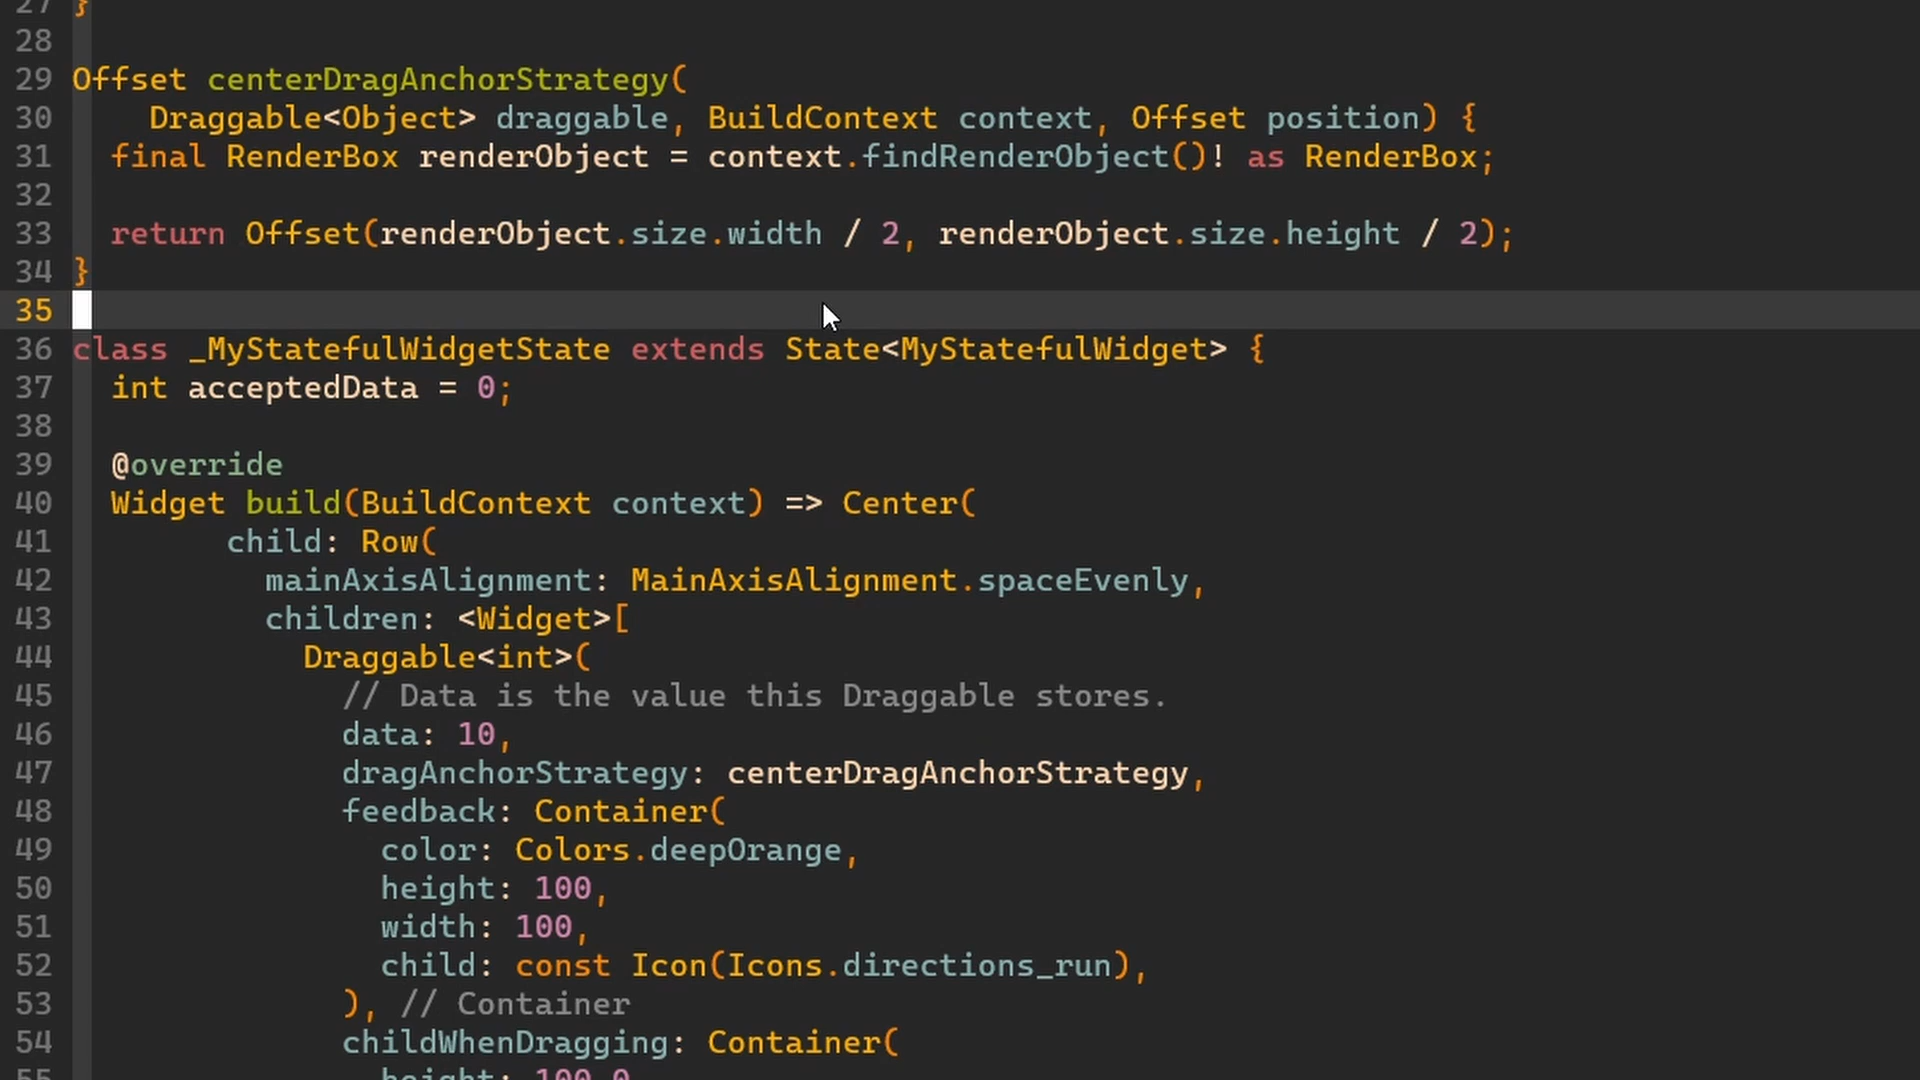 27 }
28
29 Offset centerDragAnchorStrategy(
30     Draggable<Object> draggable, BuildContext context, Offset position) {
31   final RenderBox renderObject = context.findRenderObject()! as RenderBox;
32
33   return Offset(renderObject.size.width / 2, renderObject.size.height / 2);
34 }
35
36 class _MyStatefulWidgetState extends State<MyStatefulWidget> {
37   int acceptedData = 0;
38
39   @override
40   Widget build(BuildContext context) => Center(
41         child: Row(
42           mainAxisAlignment: MainAxisAlignment.spaceEvenly,
43           children: <Widget>[
44             Draggable<int>(
45               // Data is the value this Draggable stores.
46               data: 10,
47               dragAnchorStrategy: centerDragAnchorStrategy,
48               feedback: Container(
49                 color: Colors.deepOrange,
50                 height: 100,
51                 width: 100,
52                 child: const Icon(Icons.directions_run),
53               ), // Container
54               childWhenDragging: Container(
55                 height: 100.0